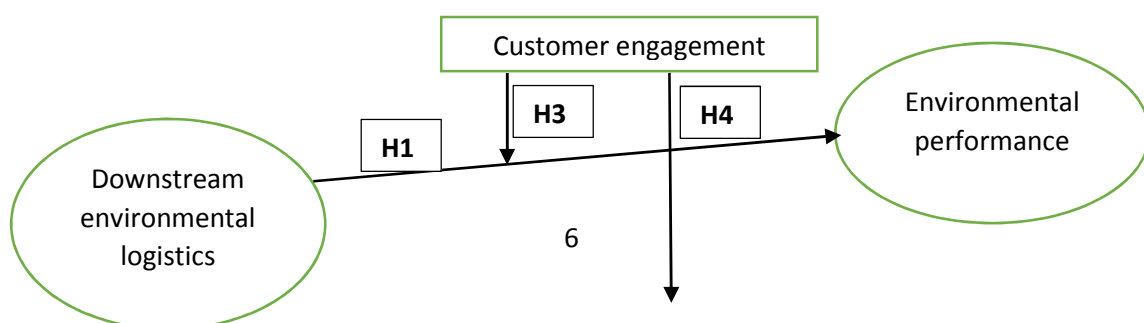 Customer engagement
H3
H4
Environmental
performance
H1
Downstream
environmental
logistics
6